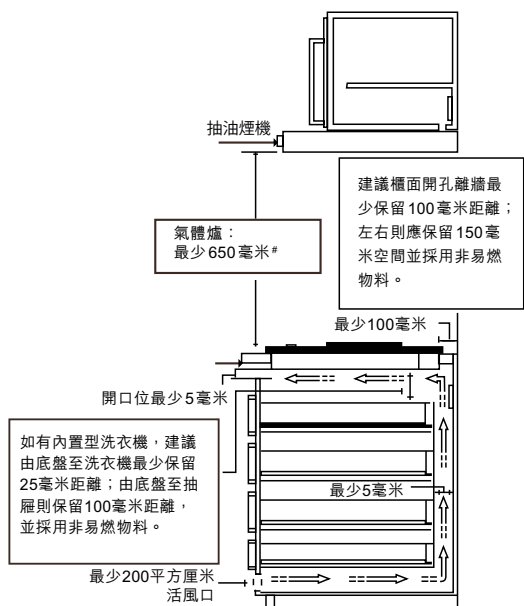 抽油煙機
建議櫃面開孔離牆最
少保留100毫米距離；
左右則應保留150毫
米空間並採用非易燃
物料。
氣體爐：
最少650毫米#
最少100毫米
開口位最少5毫米
如有內置型洗衣機，建議
由底盤至洗衣機最少保留
25毫米距離；由底盤至抽
屜則保留100毫米距離，
並採用非易燃物料。
最少5毫米
最少200平方厘米
活風口